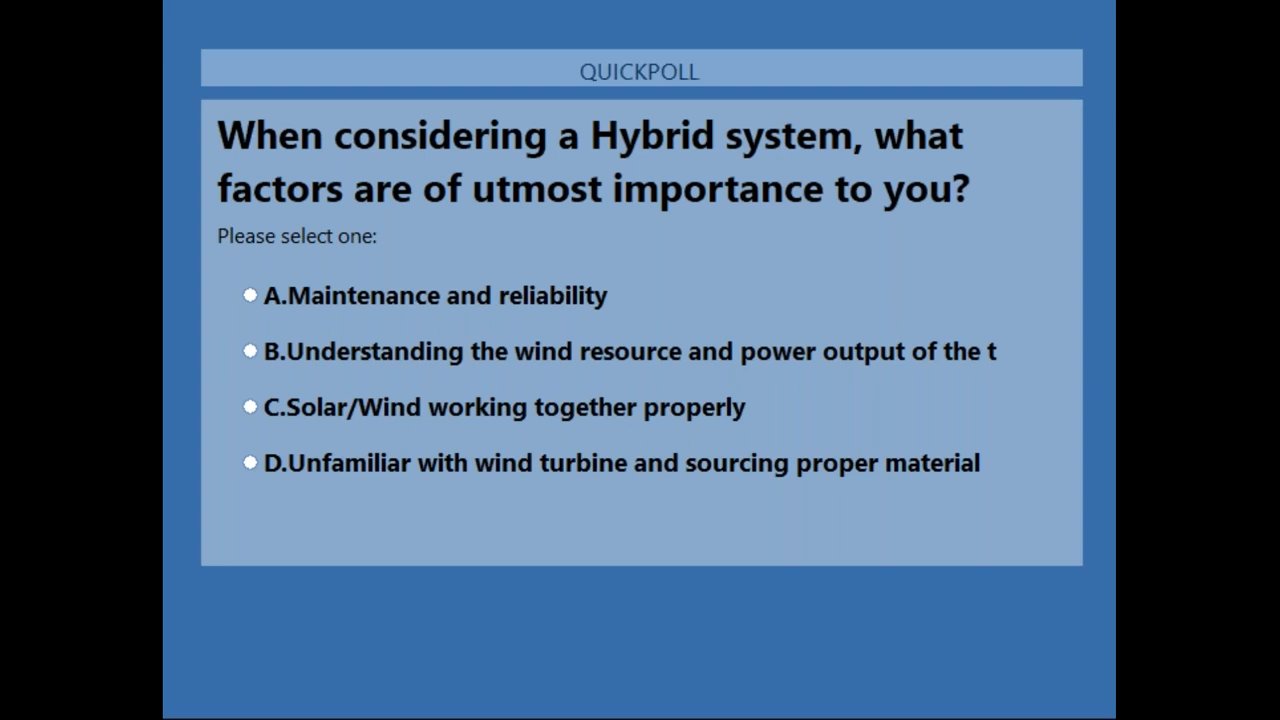 QUICKPOLL
When considering a Hybrid system, what
factors are of utmost importance to you?
Please select one:
A.Maintenance and reliability
B.Understanding the wind resource and power output of the t
C.Solar/Wind working together properly
D.Unfamiliar with wind turbine and sourcing proper material